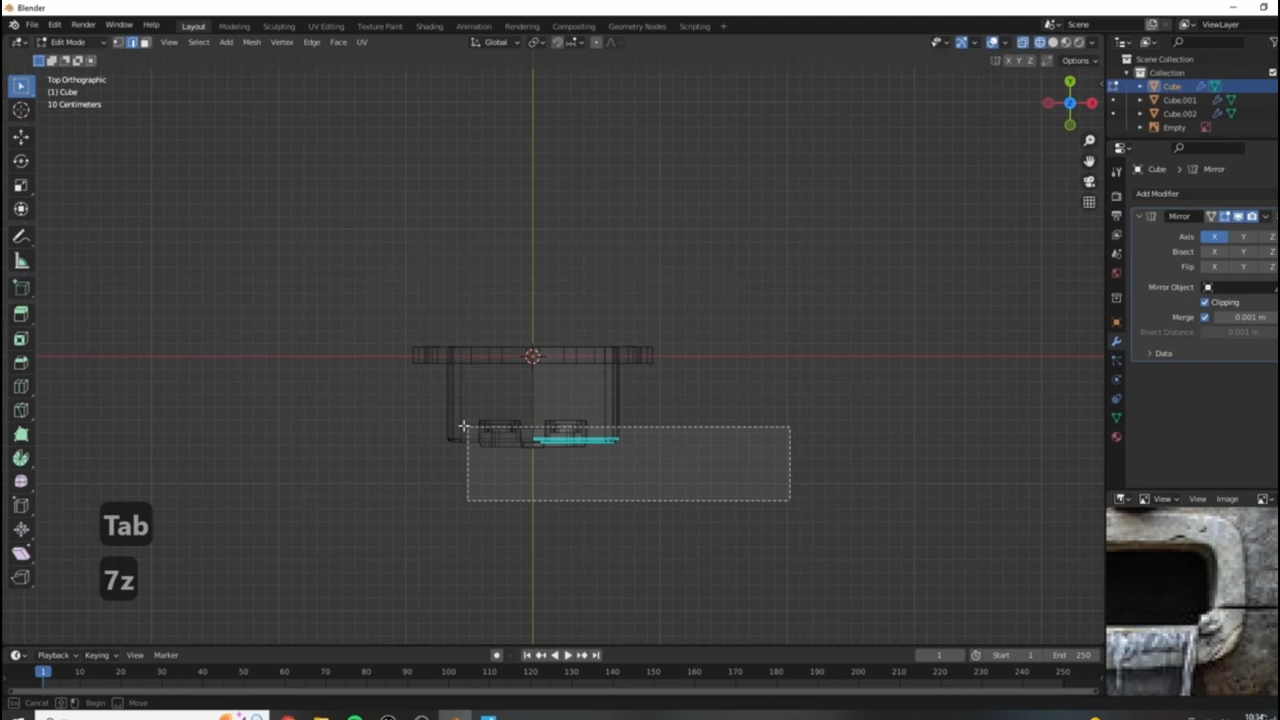 Blender
File Edit Render Window Help
Layout Modeling Sculpting UV Editing Texture Paint Shading Animation Rendering Compositing Geometry Nodes Scripting +
Scene
ViewLayer
Edit Mode View Select Add Mesh Vertex Edge Face UV
Global
X Y Z
Options
Top Orthographic
(1) Cube
10 Centimeters
Y
Z
X
Scene Collection
Collection
Cube
Cube.001
Cube.002
Empty
Cube > Mirror
Add Modifier
Mirror
Axis X Y Z
Bisect X Y Z
Flip X Y Z
Mirror Object
Clipping
Merge 0.001 m
Bisect Distance 0.001 m
Data
View View Image
Tab
7z
Playback Keying View Marker
1 Start 1 End 250
1 10 20 30 40 50 60 70 80 90 100 110 120 130 140 150 160 170 180 190 200 210 220 230 240 250
Cancel Begin Move
10:34